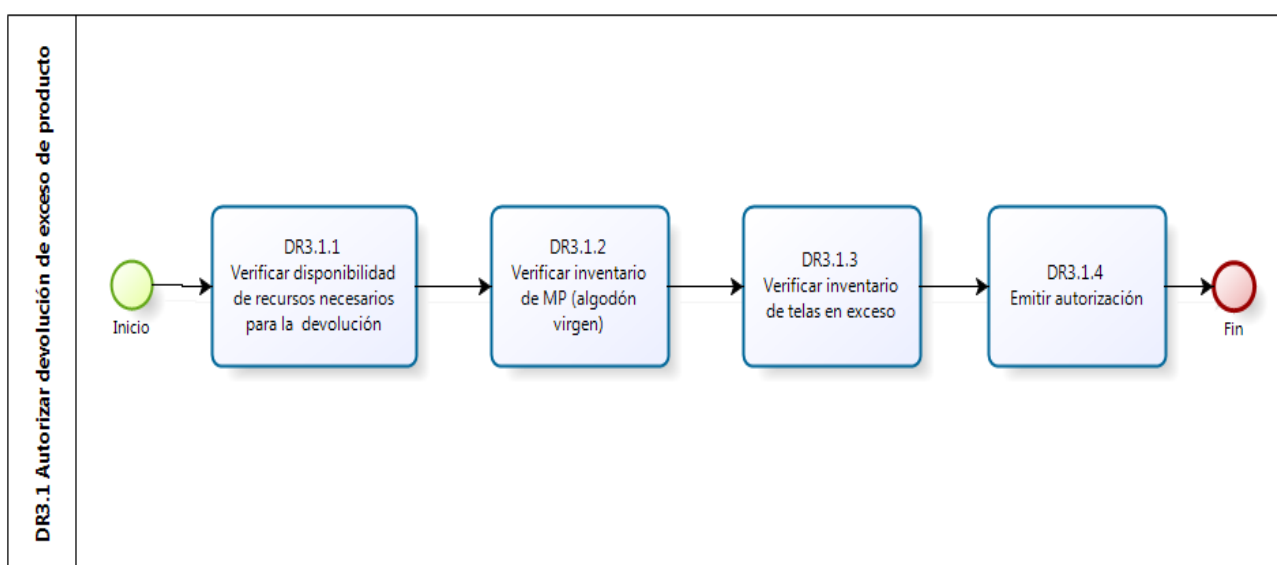 DR3.1 Autorizar devolución de exceso de producto
Inicio
DR3.1.1
Verificar disponibilidad
de recursos necesarios
para la devolución
DR3.1.2
Verificar inventario
de MP (algodón
virgen)
DR3.1.3
Verificar inventario
de telas en exceso
DR3.1.4
Emitir autorización
Fin